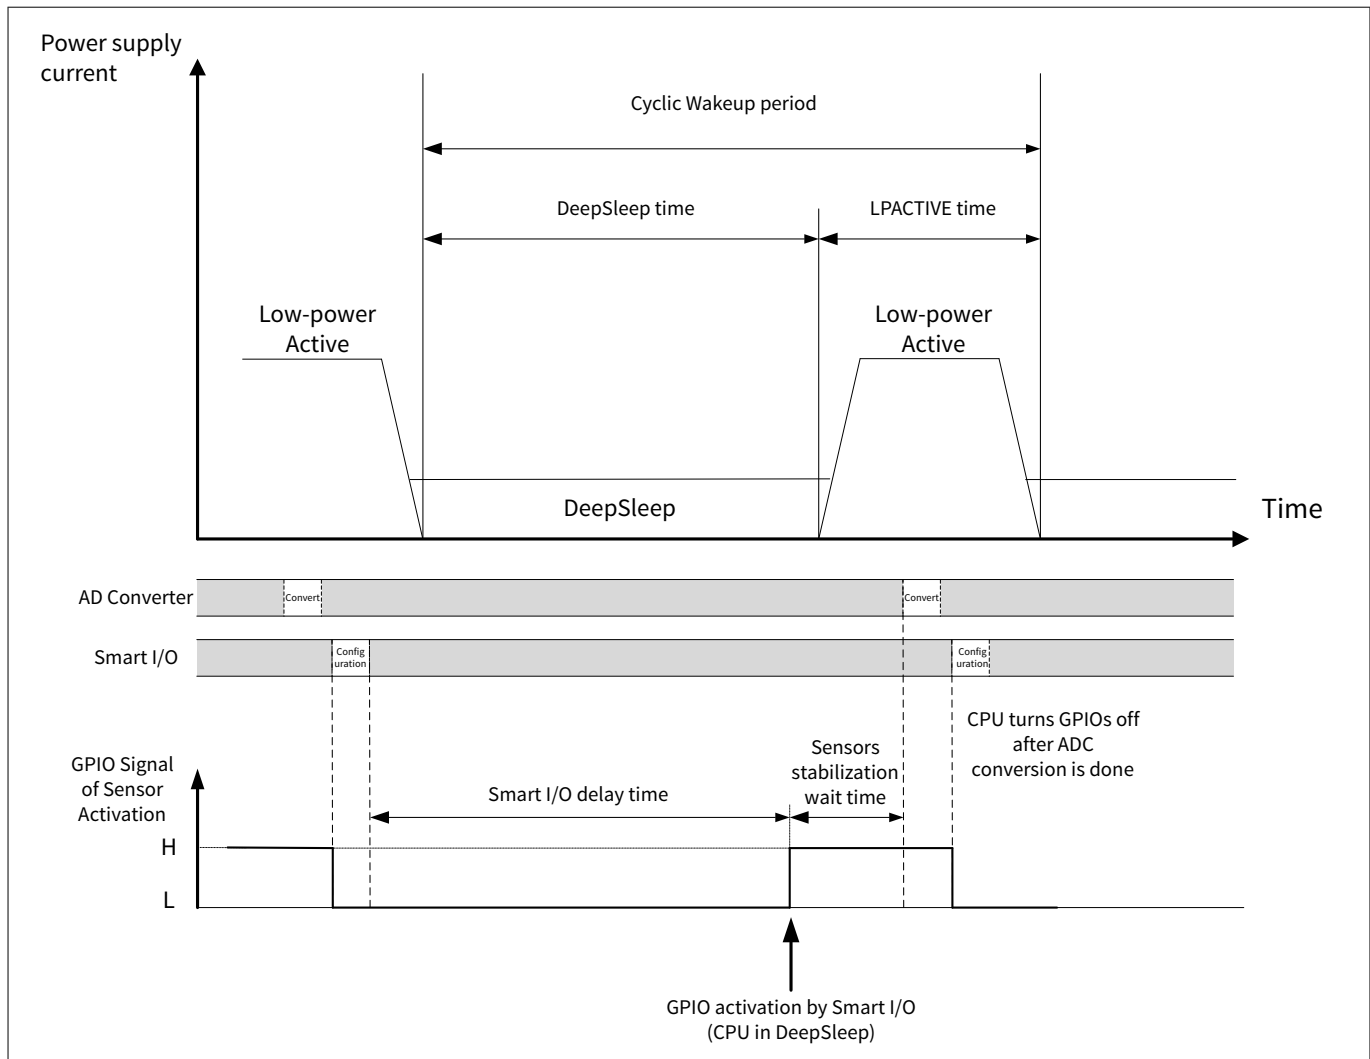 Power supply
current
Cyclic Wakeup period
DeepSleep time
LPACTIVE time
Low-power
Active
Low-power
Active
DeepSleep
Time
AD Converter
Convert
Convert
Smart I/O
Config
uration
Config
uration
CPU turns GPIOs off
after ADC
conversion is done
Sensors
stabilization
wait time
GPIO Signal
of Sensor
Activation
Smart I/O delay time
H
L
GPIO activation by Smart I/O
(CPU in DeepSleep)